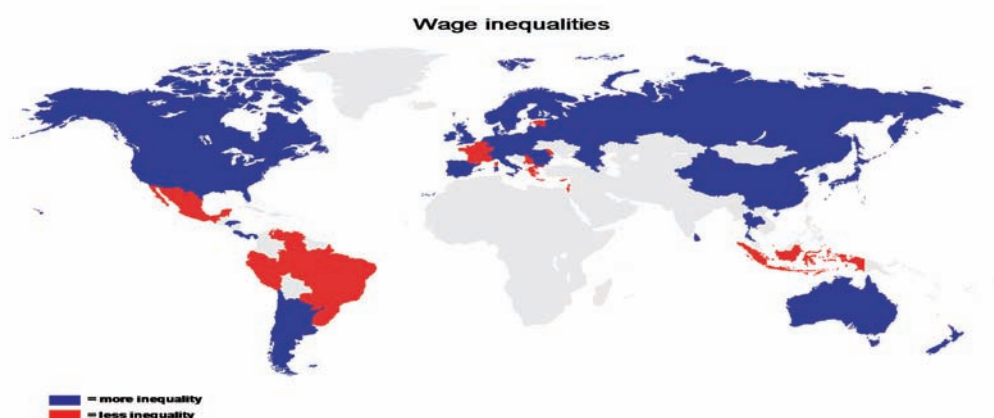 Wage inequalities
= more inequality
= less inequality